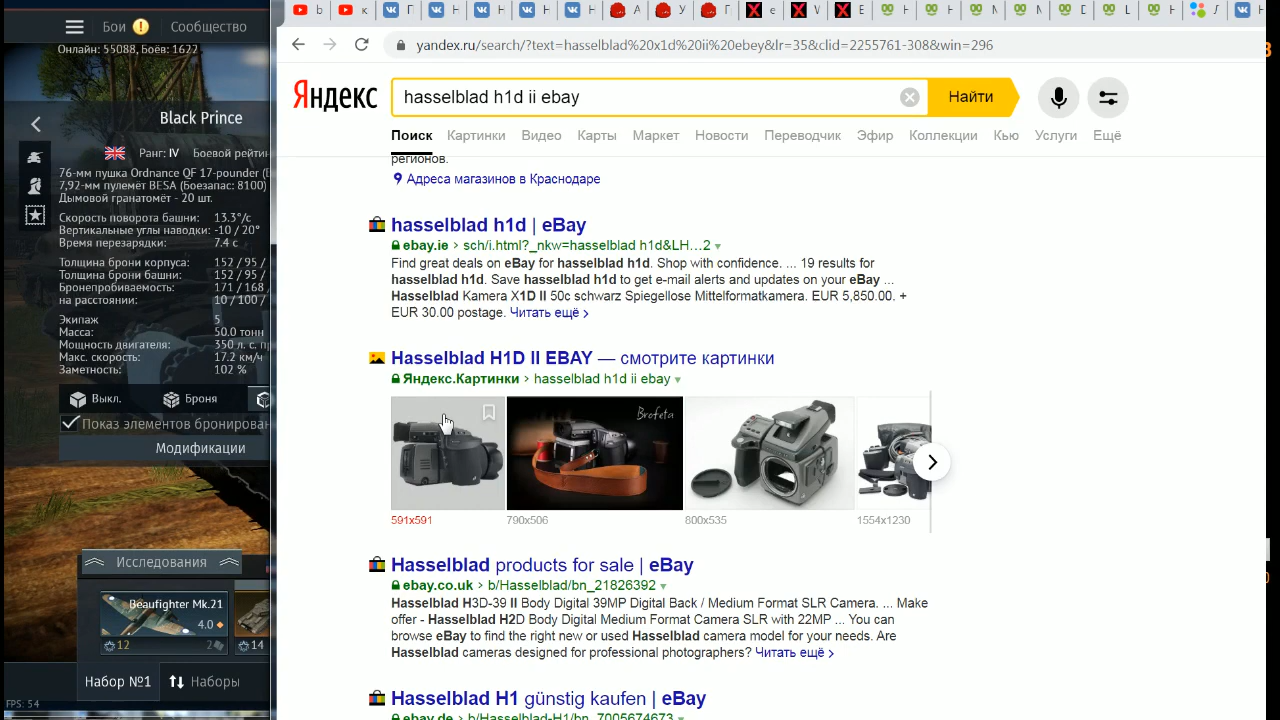 Бои
Сообщество
Онлайн: 55088, Боёв: 1622
Black Prince
Ранг: IV Боевой рейтин
76-мм пушка Ordnance QF 17-pounder (
7,92-мм пулемёт BESA (Боезапас: 8100)
Дымовой гранатомёт - 20 шт.
Скорость поворота башни: 13.3°/с
Вертикальные углы наводки: -10 / 20°
Время перезарядки: 7.4 с
Толщина брони корпуса: 152 / 95 /
Толщина брони башни: 152 / 95 /
Бронепробиваемость: 171 / 168 /
на расстоянии: 10 / 100 /
Экипаж 5
Масса: 50.0 тонн
Мощность двигателя: 350 л. с. п
Макс. скорость: 17.2 км/ч
Заметность: 102 %
Выкл.
Броня
Показ элементов бронирован
Модификации
Исследования
Beaufighter Mk.21
4.0
12
2
14
Набор №1
Наборы
FPS: 54
yandex.ru/search/?text=hasselblad%20x1d%20ii%20ebey&lr=35&clid=2255761-308&win=296
Яндекс
hasselblad h1d ii ebay
Найти
Поиск Картинки Видео Карты Маркет Новости Переводчик Эфир Коллекции Кью Услуги Ещё
регионов.
Адреса магазинов в Краснодаре
hasselblad h1d | eBay
ebay.ie › sch/i.html?_nkw=hasselblad h1d&LH…2
Find great deals on eBay for hasselblad h1d. Shop with confidence. ... 19 results for
hasselblad h1d. Save hasselblad h1d to get e-mail alerts and updates on your eBay ...
Hasselblad Kamera X1D II 50c schwarz Spiegellose Mittelformatkamera. EUR 5,850.00. +
EUR 30.00 postage. Читать ещё ›
Hasselblad H1D II EBAY — смотрите картинки
Яндекс.Картинки › hasselblad h1d ii ebay
Brofeta
591x591
790x506
800x535
1554x1230
Hasselblad products for sale | eBay
ebay.co.uk › b/Hasselblad/bn_21826392
Hasselblad H3D-39 II Body Digital 39MP Digital Back / Medium Format SLR Camera. ... Make
offer - Hasselblad H2D Body Digital Medium Format Camera SLR with 22MP ... You can
browse eBay to find the right new or used Hasselblad camera model for your needs. Are
Hasselblad cameras designed for professional photographers? Читать ещё ›
Hasselblad H1 günstig kaufen | eBay
ebay.de › b/Hasselblad-H1/bn_7005674673